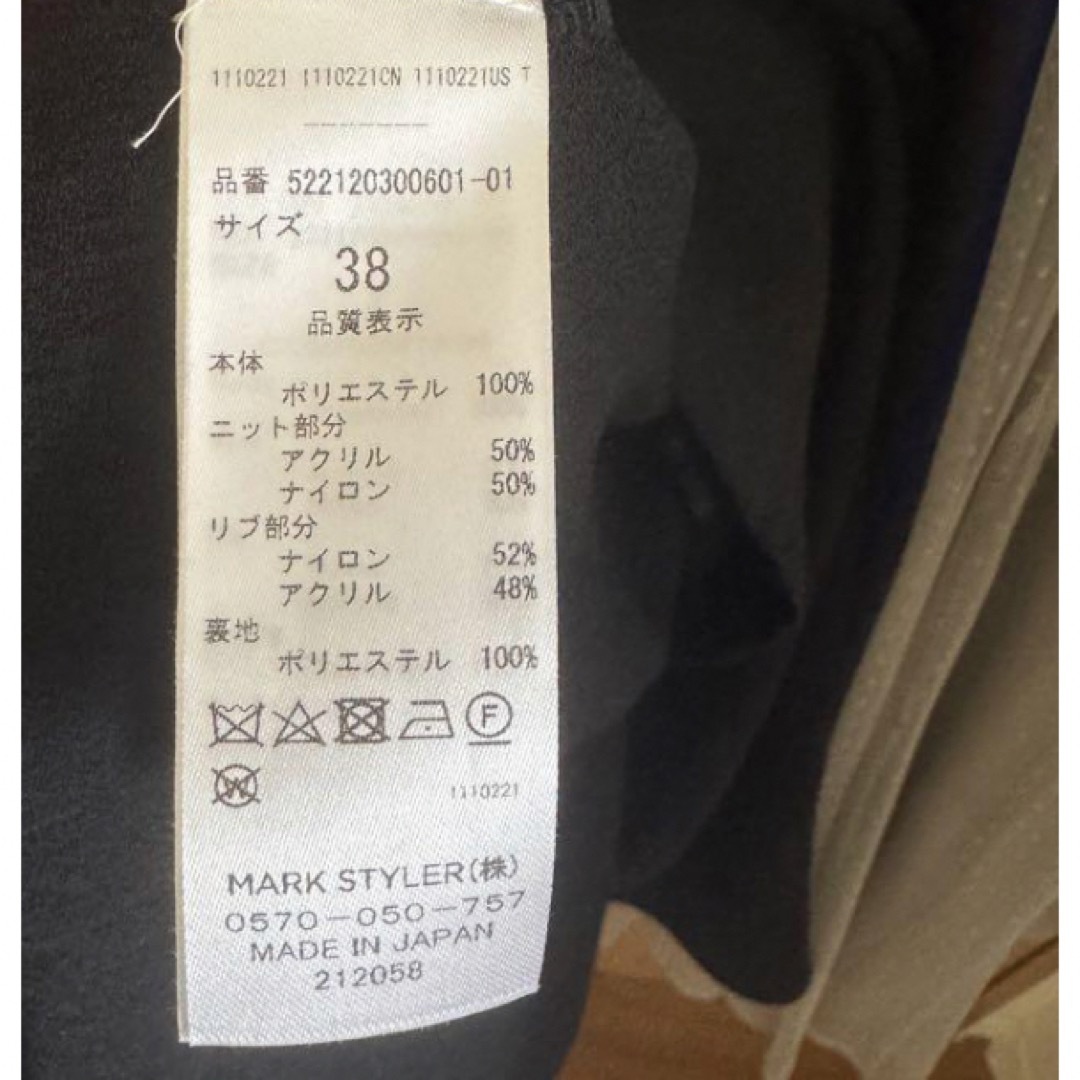 1110221 1110221CN 1110221US T
品番 522120300601-01
サイズ
38
品質表示
本体
ポリエステル 100%
ニット部分
アクリル 50%
ナイロン 50%
リブ部分
ナイロン 52%
アクリル 48%
裏地
ポリエステル 100%
F
W
1110221
MARK STYLER(株)
0570-050-757
MADE IN JAPAN
212058